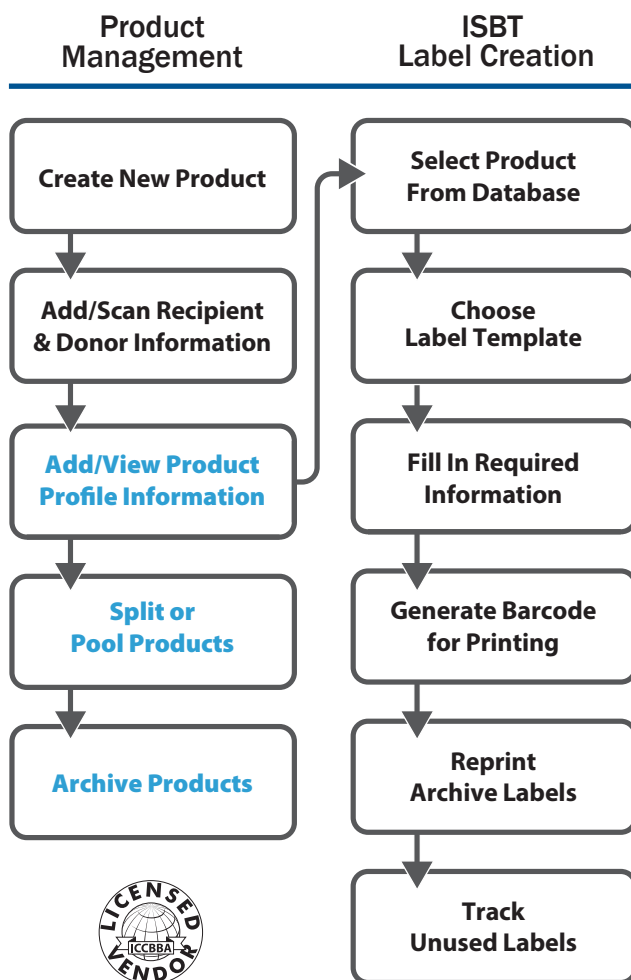 Product
Management
Create New Product
Add/Scan Recipient
& Donor Information
Add/View Product
Profile Information
Split or
Pool Products
Archive Products
LICENSED
ICCBBA
VENDOR
ISBT
Label Creation
Select Product
From Database
Choose
Label Template
Fill In Required
Information
Generate Barcode
for Printing
Reprint
Archive Labels
Track
Unused Labels